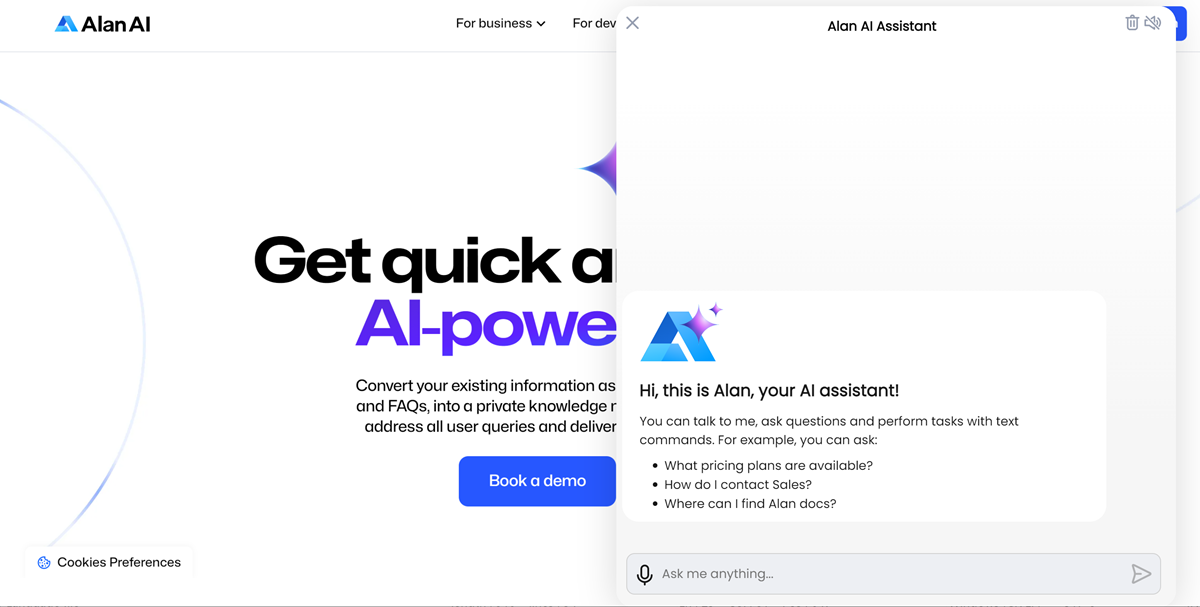 Alan AI
For business
For dev
Alan AI Assistant
Get quick a
AI-powe
Convert your existing information as
and FAQs, into a private knowledge
address all user queries and deliver
Book a demo
Cookies Preferences
Hi, this is Alan, your AI assistant!
You can talk to me, ask questions and perform tasks with text
commands. For example, you can ask:
• What pricing plans are available?
• How do I contact Sales?
• Where can I find Alan docs?
Ask me anything...